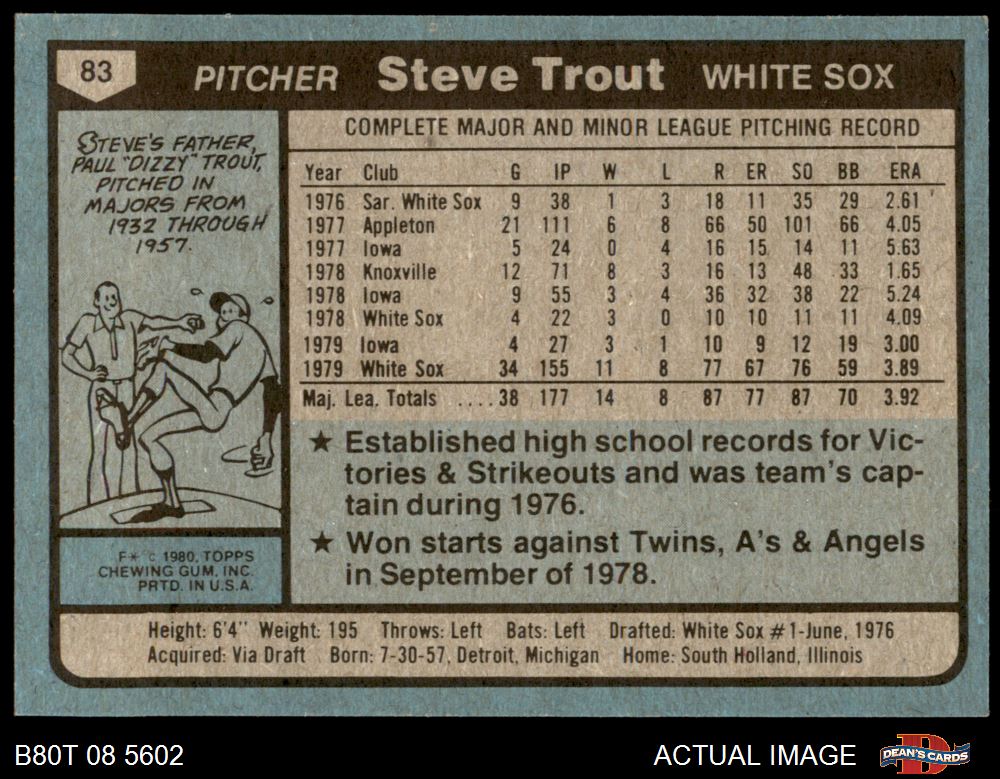 83 PITCHER Steve Trout WHITE SOX
STEVE'S FATHER,
PAUL "DIZZY" TROUT,
PITCHED IN
MAJORS FROM
1932 THROUGH
1957.
COMPLETE MAJOR AND MINOR LEAGUE PITCHING RECORD
Year Club G IP W L R ER SO BB ERA
1976 Sar. White Sox 9 38 1 3 18 11 35 29 2.61
1977 Appleton 21 111 6 8 66 50 101 66 4.05
1977 Iowa 5 24 0 4 16 15 14 11 5.63
1978 Knoxville 12 71 8 3 16 13 48 33 1.65
1978 Iowa 9 55 3 4 36 32 38 22 5.24
1978 White Sox 4 22 3 0 10 10 11 11 4.09
1979 Iowa 4 27 3 1 10 9 12 19 3.00
1979 White Sox 34 155 11 8 77 67 76 59 3.89
Maj. Lea. Totals ....38 177 14 8 87 77 87 70 3.92
★ Established high school records for Vic-
tories & Strikeouts and was team's cap-
tain during 1976.
★ Won starts against Twins, A's & Angels
in September of 1978.
F* © 1980, TOPPS
CHEWING GUM, INC.
PRTD. IN U.S.A.
Height: 6'4" Weight: 195 Throws: Left Bats: Left Drafted: White Sox #1-June, 1976
Acquired: Via Draft Born: 7-30-57, Detroit, Michigan Home: South Holland, Illinois
B80T 08 5602 ACTUAL IMAGE DEAN'S CARDS